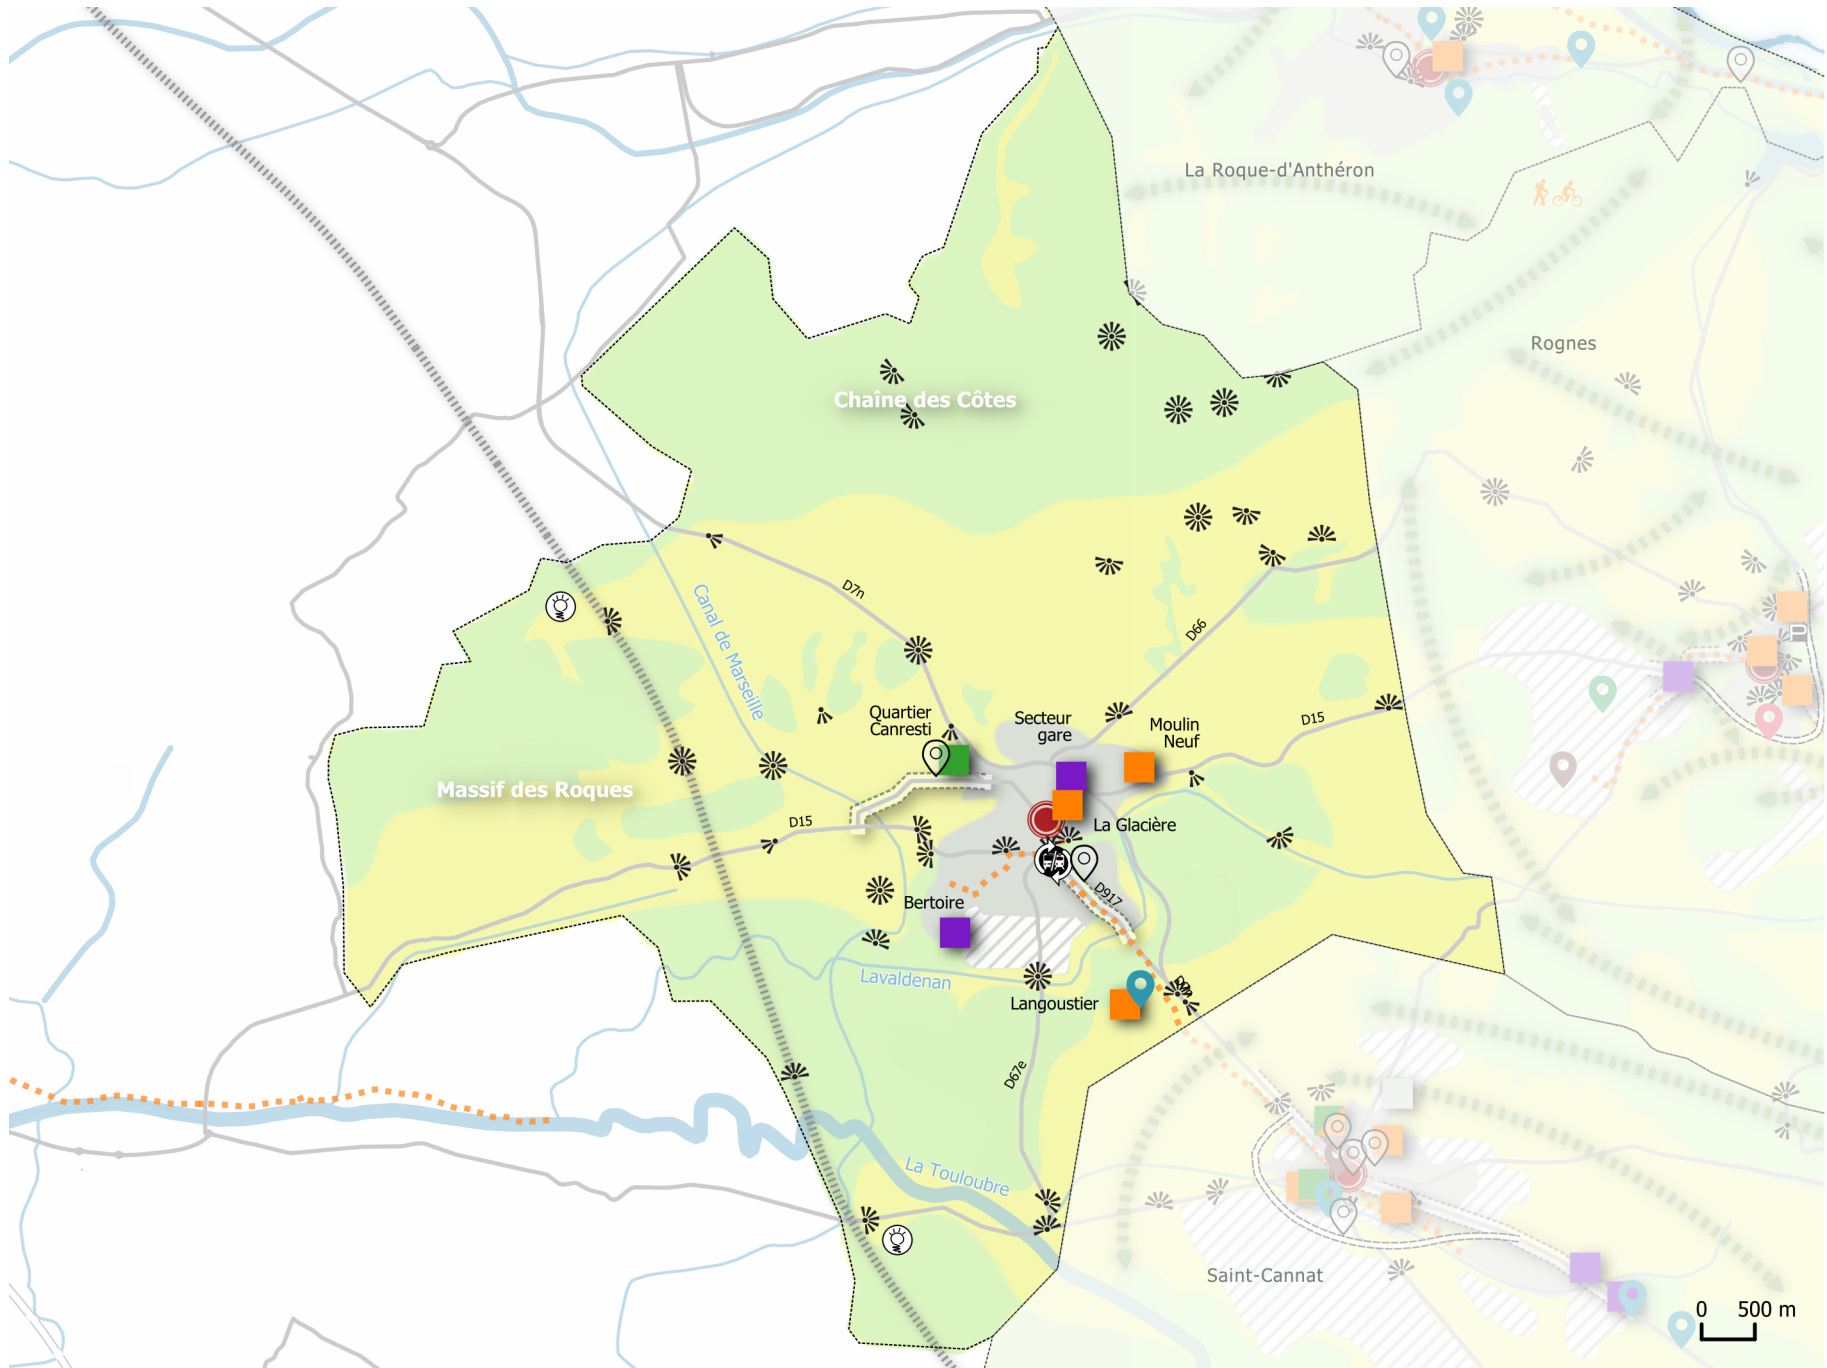 La Roque-d'Anthéron
Rognes
Chaîne des Côtes
D7n
Canal de Marseille
D66
Quartier
Canresti
Secteur
gare
Moulin
Neuf
D15
Massif des Roques
D15
La Glacière
D917
Bertoire
Lavaldenan
Langoustier
D67e
La Touloubre
Saint-Cannat
P
0 500 m